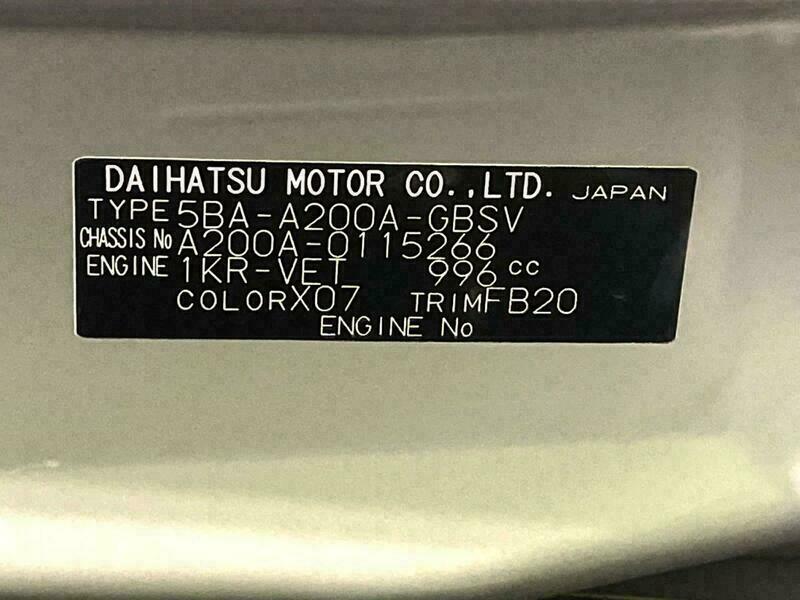 DAIHATSU MOTOR CO.,LTD. JAPAN
TYPE 5BA-A200A-GBSV
CHASSIS No A200A-0115266
ENGINE 1KR-VET 996 cc
COLOR X07 TRIM FB20
ENGINE No